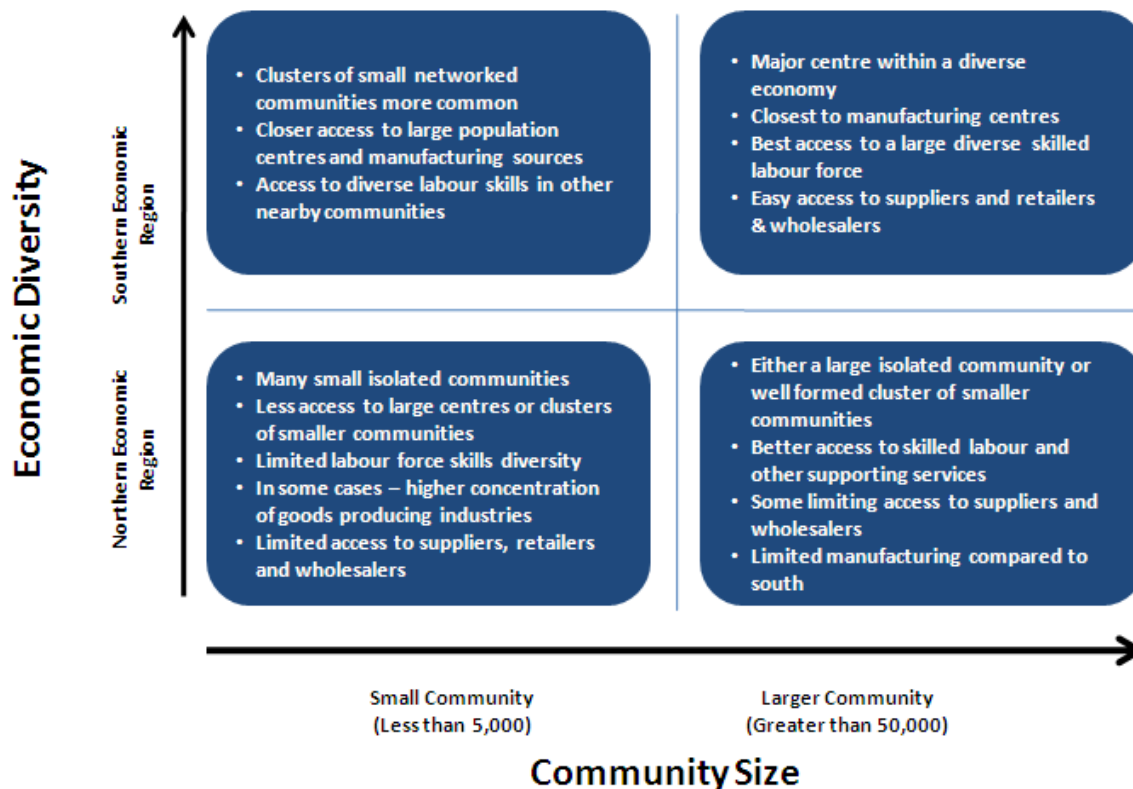 Economic Diversity
Southern Economic
Region
• Clusters of small networked
communities more common
• Closer access to large population
centres and manufacturing sources
• Access to diverse labour skills in other
nearby communities
• Major centre within a diverse
economy
• Closest to manufacturing centres
• Best access to a large diverse skilled
labour force
• Easy access to suppliers and retailers
& wholesalers
Northern Economic
Region
• Many small isolated communities
• Less access to large centres or clusters
of smaller communities
• Limited labour force skills diversity
• In some cases – higher concentration
of goods producing industries
• Limited access to suppliers, retailers
and wholesalers
• Either a large isolated community or
well formed cluster of smaller
communities
• Better access to skilled labour and
other supporting services
• Some limiting access to suppliers and
wholesalers
• Limited manufacturing compared to
south
Small Community
(Less than 5,000)
Larger Community
(Greater than 50,000)
Community Size